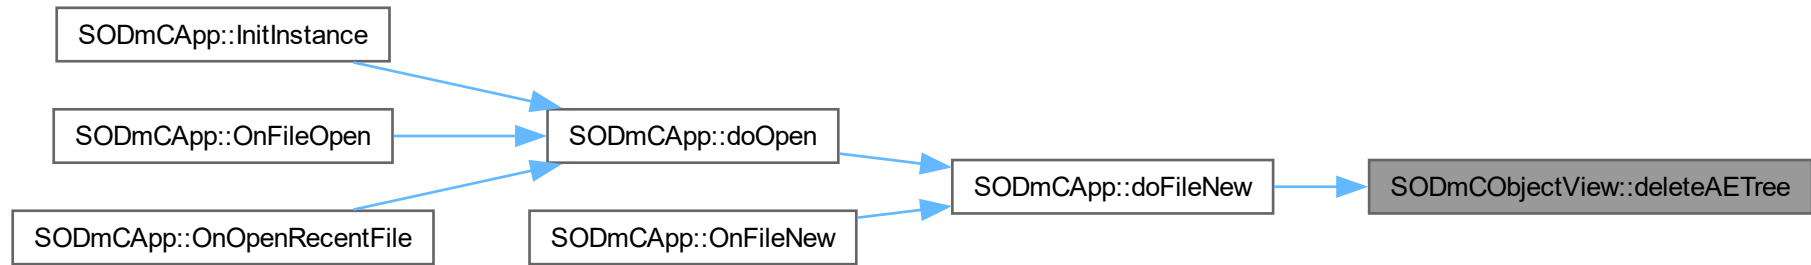 SODmCApp::InitInstance
SODmCApp::OnFileOpen
SODmCApp::doOpen
SODmCApp::doFileNew
SODmCObjectView::deleteAETree
SODmCApp::OnOpenRecentFile
SODmCApp::OnFileNew